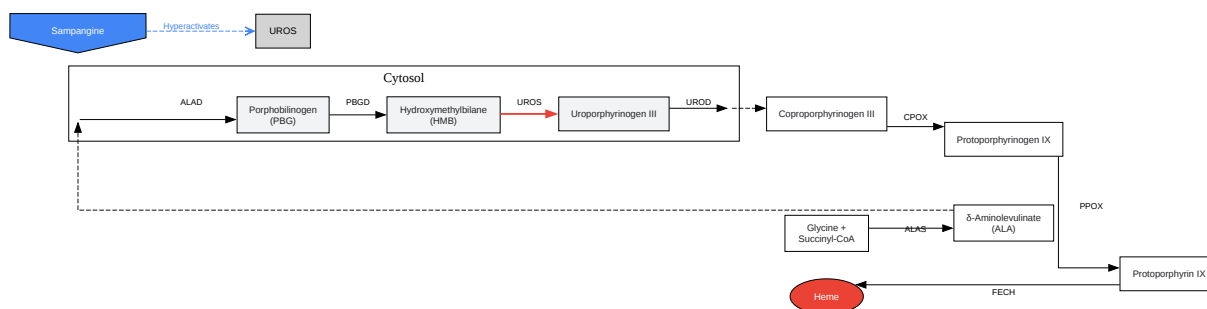 Sampangine
Hyperactivates
UROS
Cytosol
ALAD
Porphobilinogen
(PBG)
PBGD
Hydroxymethylbilane
(HMB)
UROS
Uroporphyrinogen III
UROD
Coproporphyrinogen III
CPOX
Protoporphyrinogen IX
PPOX
Glycine +
Succinyl-CoA
ALAS
δ-Aminolevulinate
(ALA)
Protoporphyrin IX
FECH
Heme